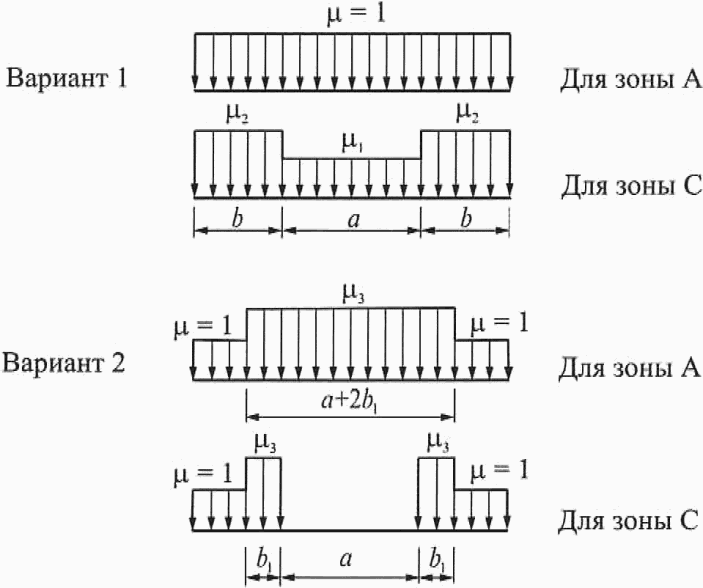 μ = 1
Вариант 1
Для зоны А
μ₂
μ₁
μ₂
Для зоны С
b
a
b
μ₃
μ = 1
μ = 1
Вариант 2
Для зоны А
a+2b₁
μ₃
μ₃
μ = 1
μ = 1
Для зоны С
b₁
a
b₁